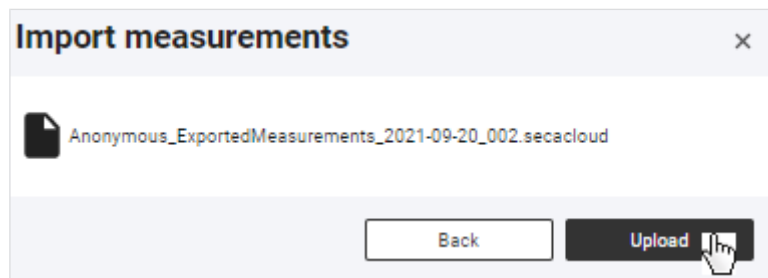 Import measurements
Anonymous_ExportedMeasurements_2021-09-20_002.secacloud
Back
Upload